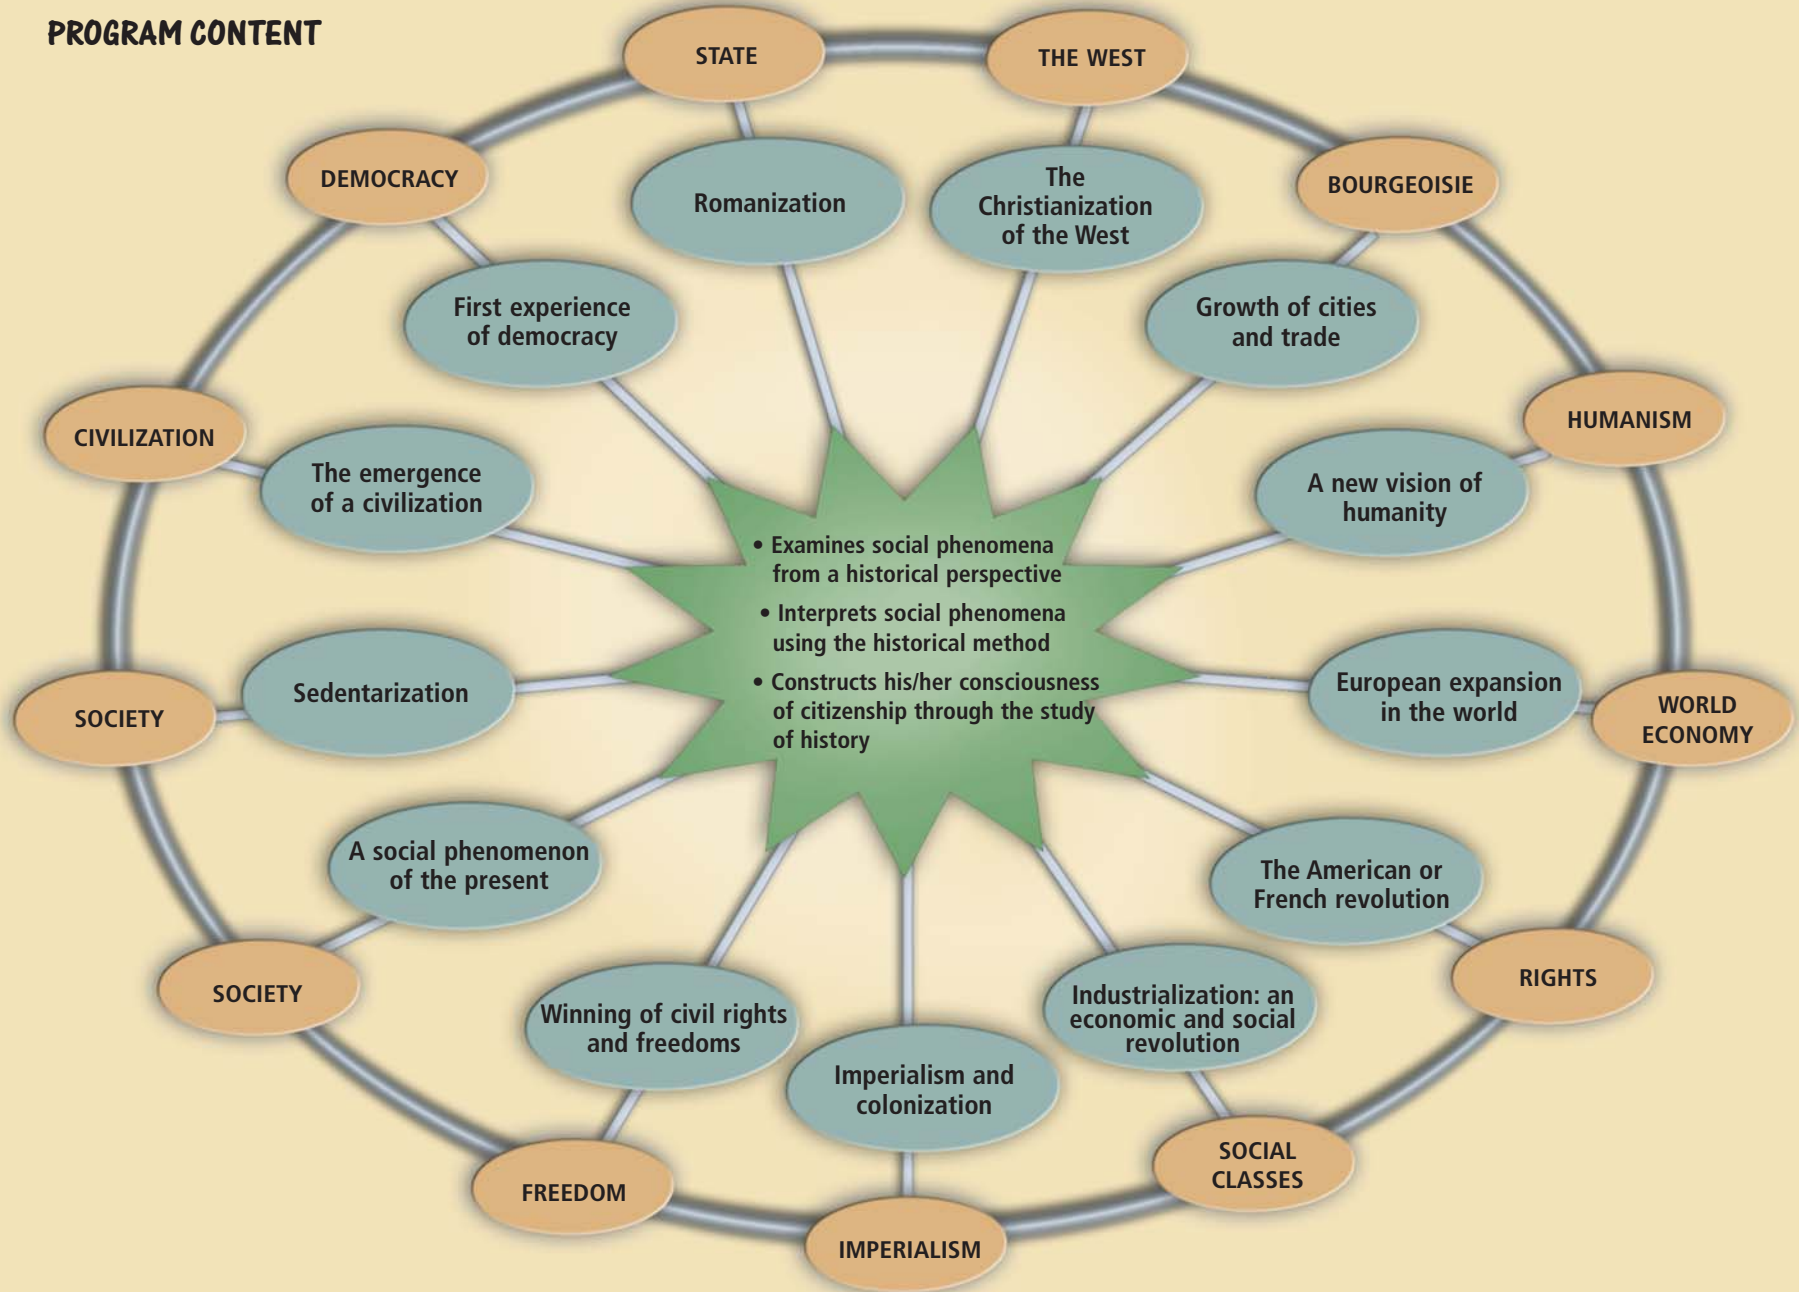 PROGRAM CONTENT
STATE
THE WEST
BOURGEOISIE
HUMANISM
WORLD
ECONOMY
RIGHTS
SOCIAL
CLASSES
IMPERIALISM
FREEDOM
SOCIETY
SOCIETY
CIVILIZATION
DEMOCRACY
Romanization
The
Christianization
of the West
Growth of cities
and trade
A new vision of
humanity
European expansion
in the world
The American or
French revolution
Industrialization: an
economic and social
revolution
Imperialism and
colonization
Winning of civil rights
and freedoms
A social phenomenon
of the present
Sedentarization
The emergence
of a civilization
First experience
of democracy
• Examines social phenomena
from a historical perspective
• Interprets social phenomena
using the historical method
• Constructs his/her consciousness
of citizenship through the study
of history